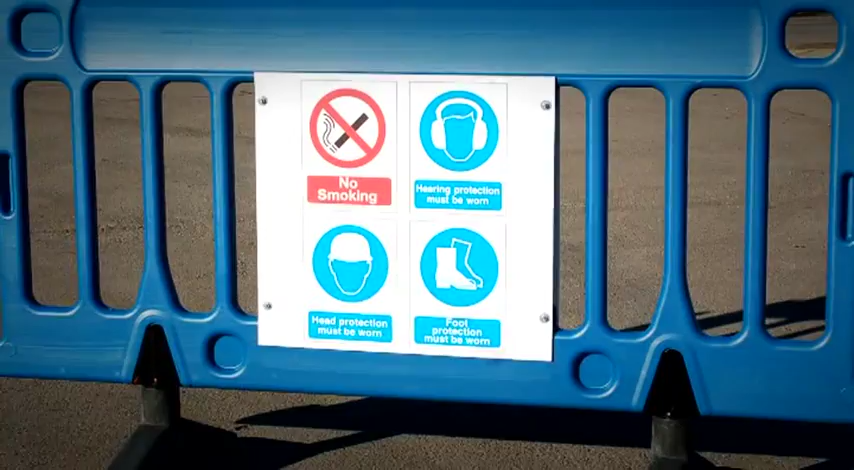 No
Smoking
Hearing protection
must be worn
Head protection
must be worn
Foot
protection
must be worn